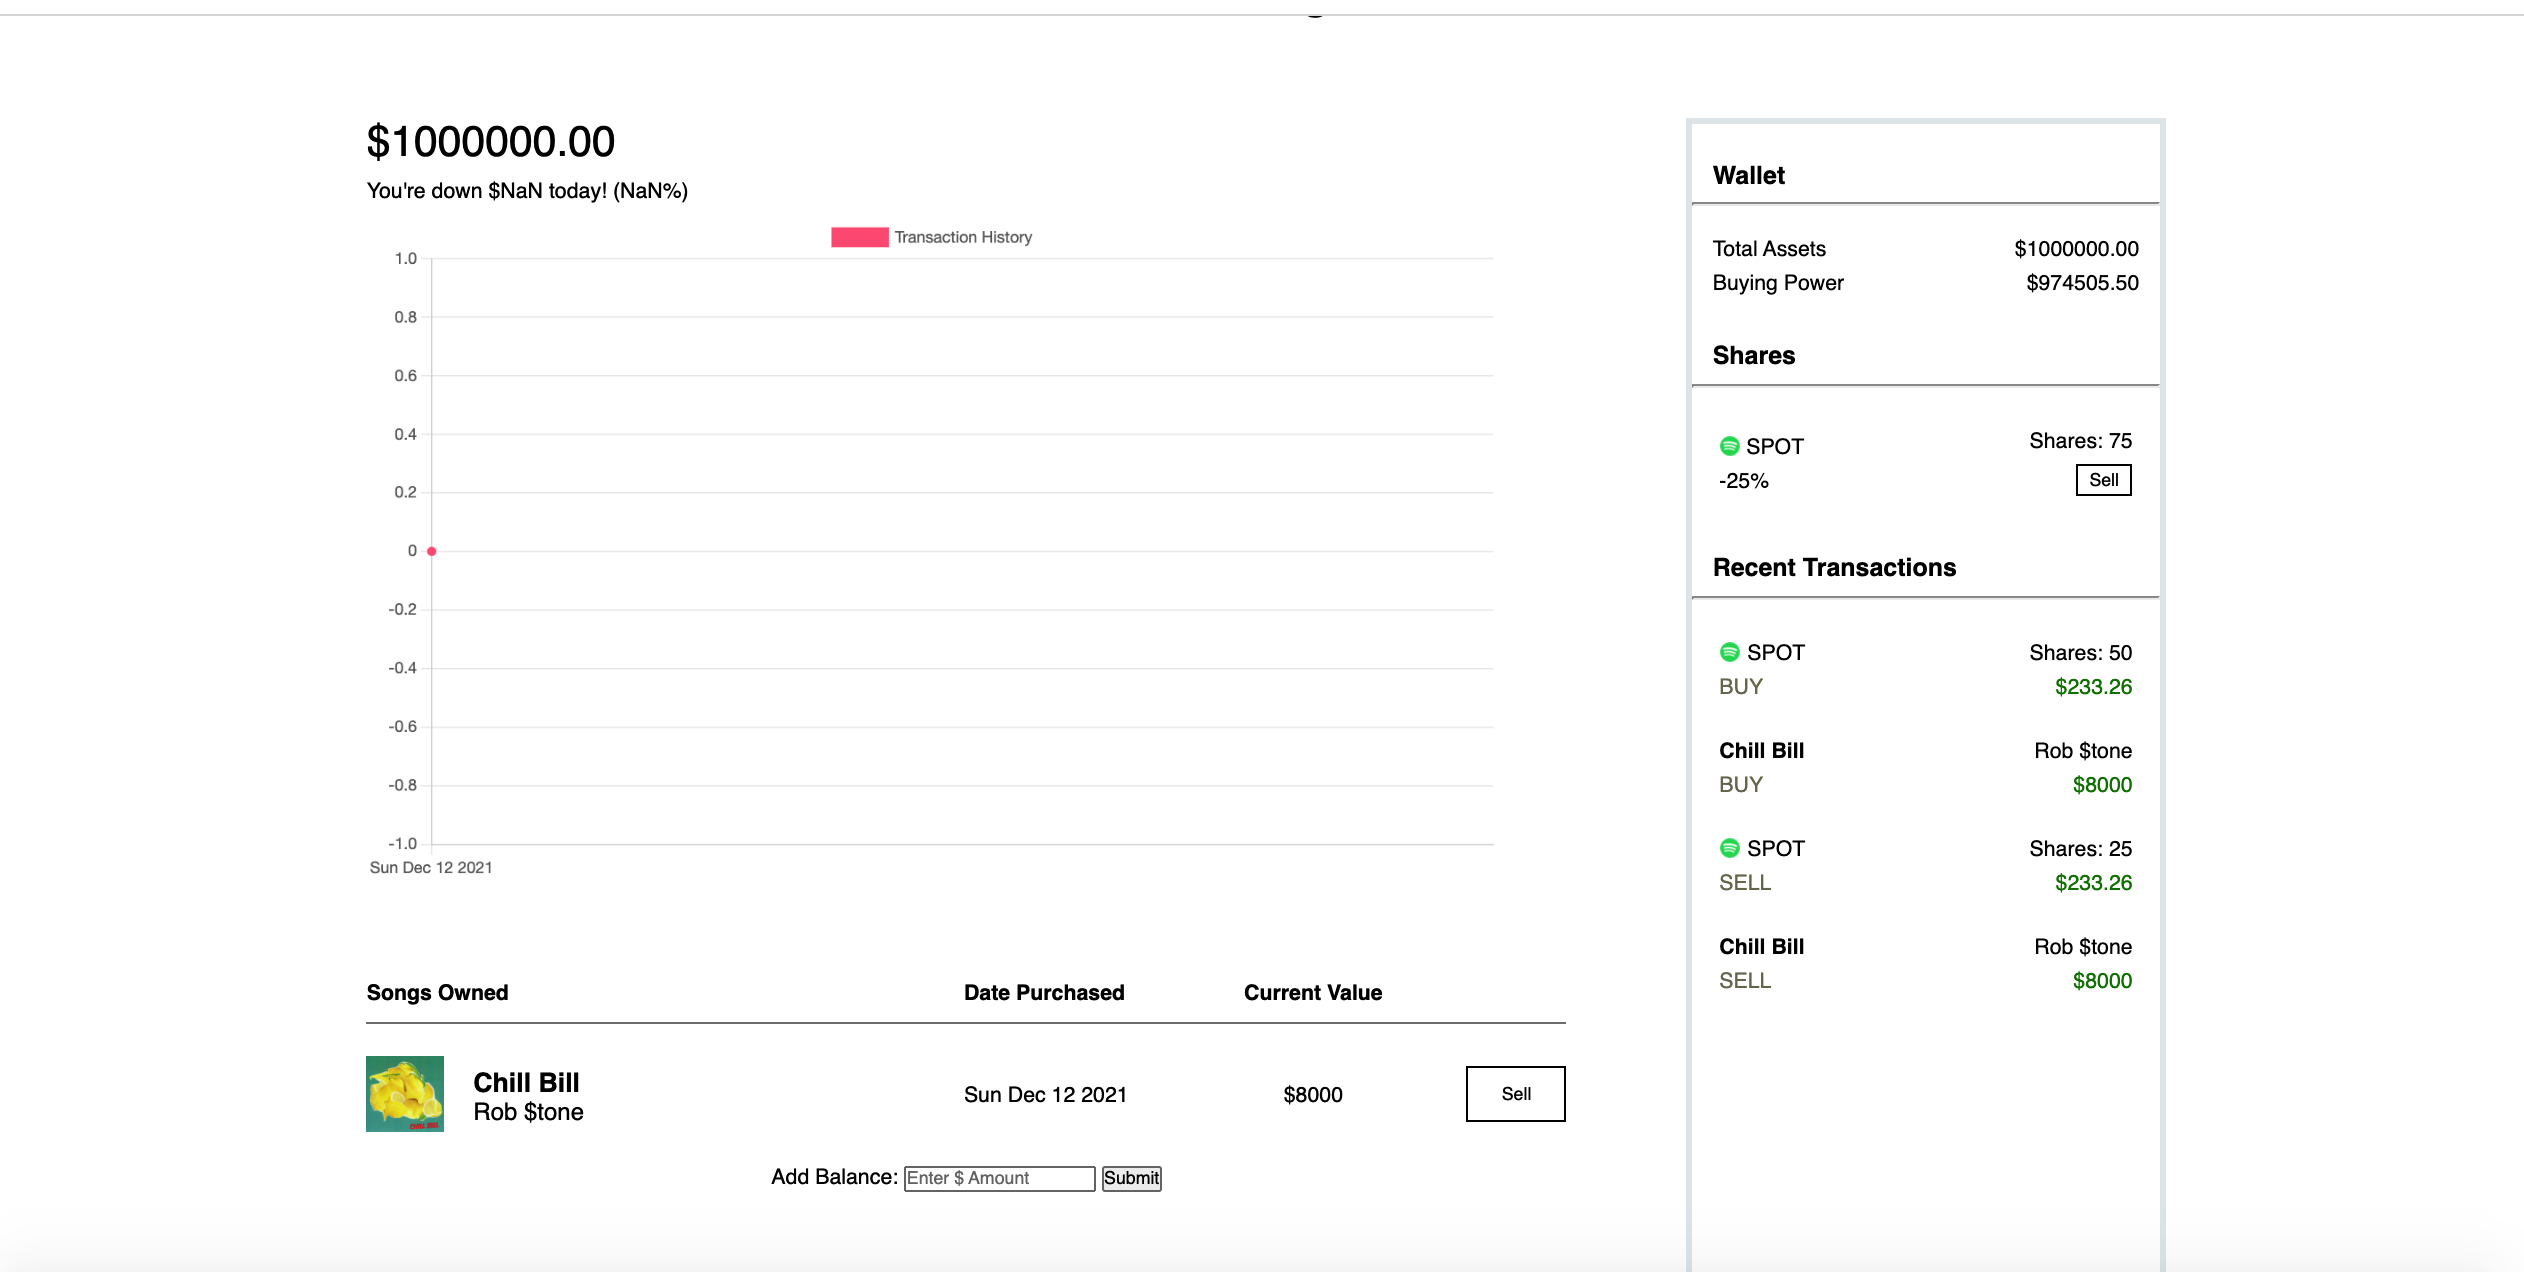 $1000000.00
You're down $NaN today! (NaN%)
Transaction History
1.0
0.8
0.6
0.4
0.2
0
-0.2
-0.4
-0.6
-0.8
-1.0
Sun Dec 12 2021
Songs Owned Date Purchased Current Value
Chill Bill
Rob $tone
Sun Dec 12 2021 $8000 Sell
CHILL BILL
Add Balance: Enter $ Amount Submit
Wallet
Total Assets $1000000.00
Buying Power $974505.50
Shares
SPOT Shares: 75
-25% Sell
Recent Transactions
SPOT Shares: 50
BUY $233.26
Chill Bill Rob $tone
BUY $8000
SPOT Shares: 25
SELL $233.26
Chill Bill Rob $tone
SELL $8000